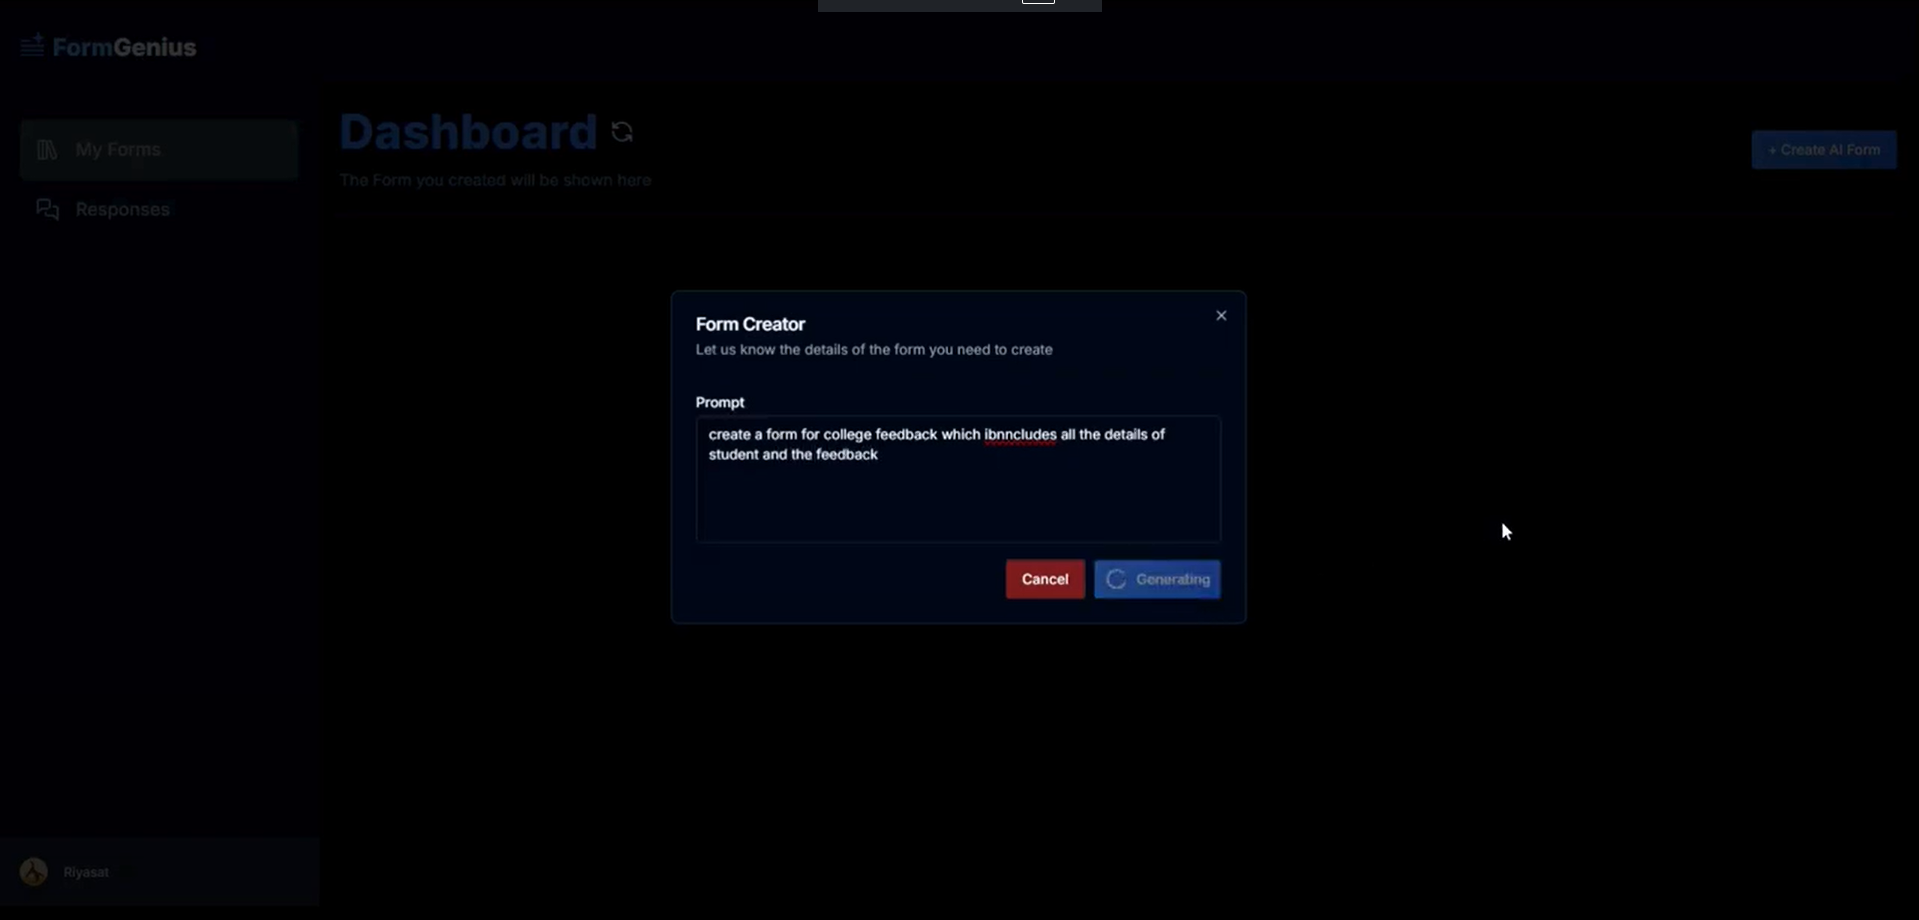 FormGenius
My Forms
Responses
Dashboard
The Form you created will be shown here
+ Create AI Form
Form Creator
Let us know the details of the form you need to create
Prompt
create a form for college feedback which ibnncludes all the details of
student and the feedback
Cancel
Generating
Riyasat